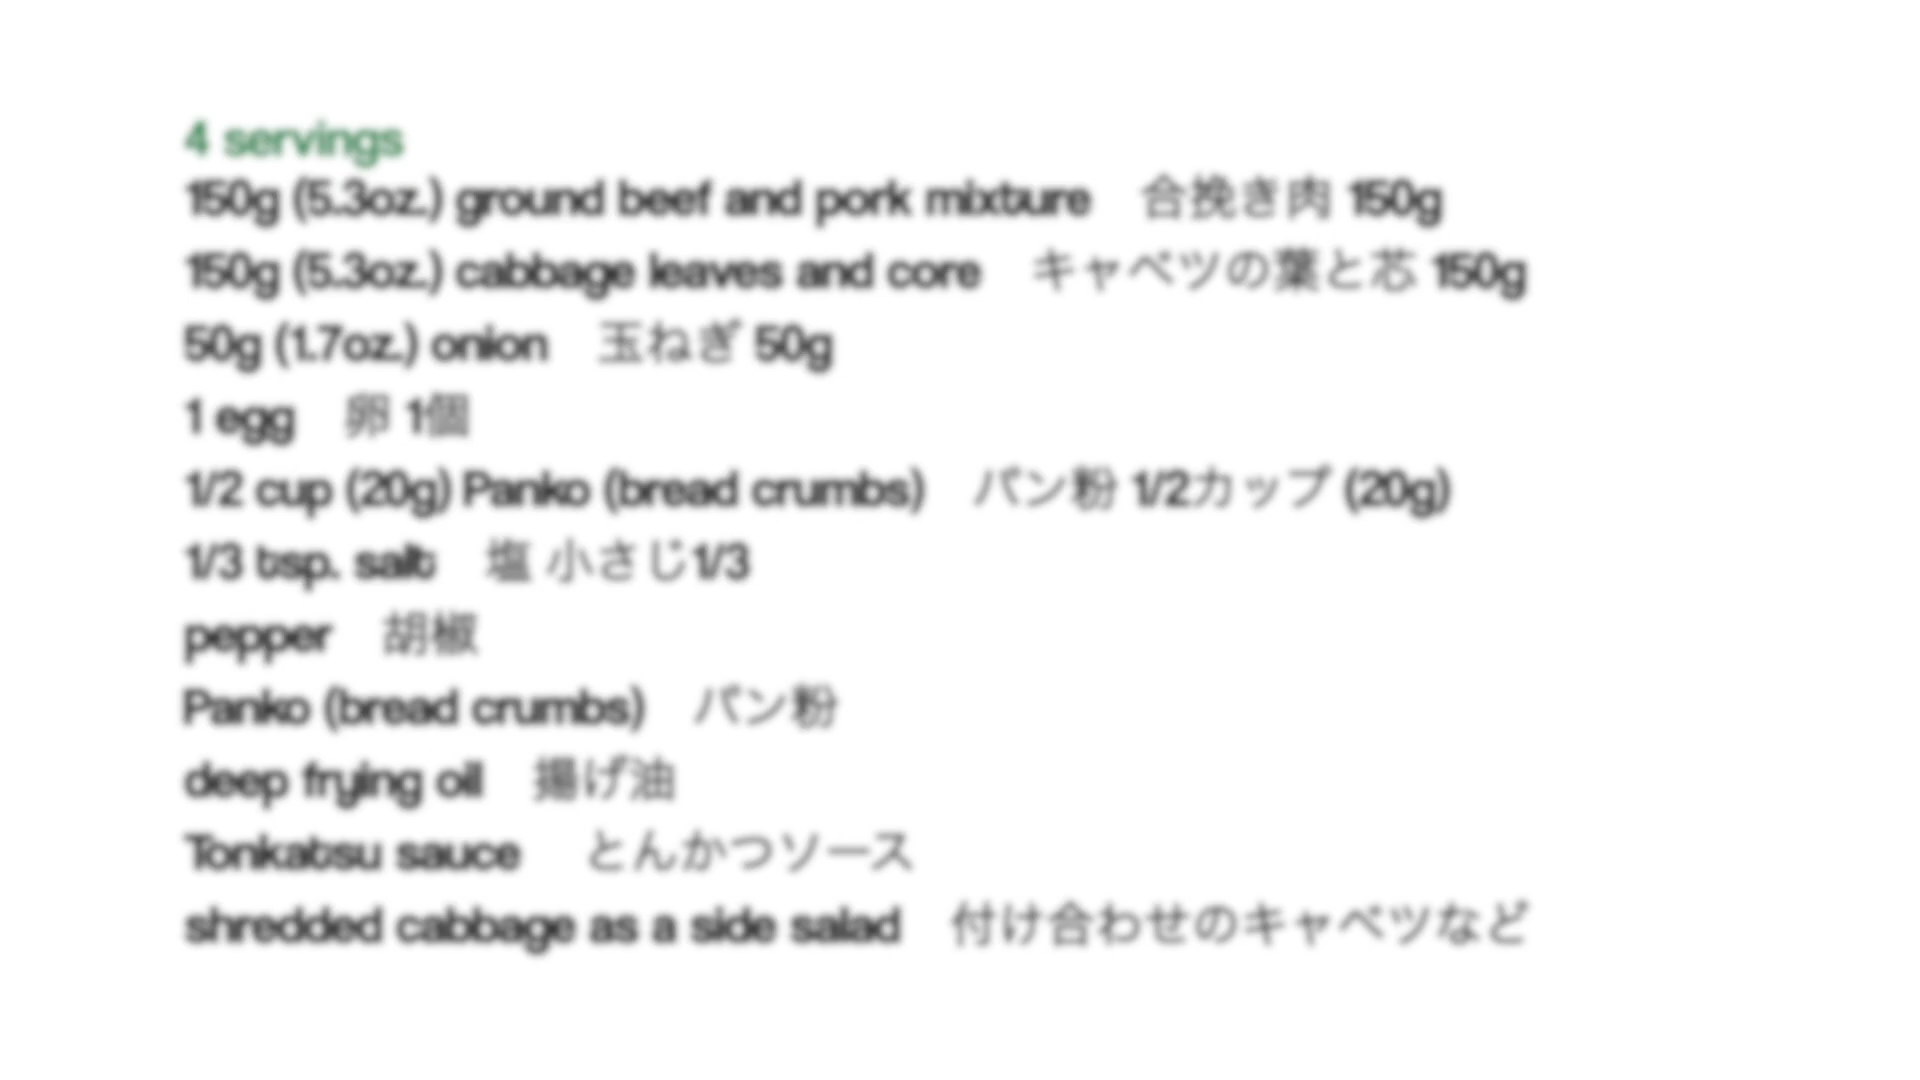 4 servings
150g (5.3oz.) ground beef and pork mixture　合挽き肉 150g
150g (5.3oz.) cabbage leaves and core　キャベツの葉と芯 150g
50g (1.7oz.) onion　玉ねぎ 50g
1 egg　卵 1個
1/2 cup (20g) Panko (bread crumbs)　パン粉 1/2カップ (20g)
1/3 tsp. salt　塩 小さじ1/3
pepper　胡椒
Panko (bread crumbs)　パン粉
deep frying oil　揚げ油
Tonkatsu sauce　とんかつソース
shredded cabbage as a side salad　付け合わせのキャベツなど